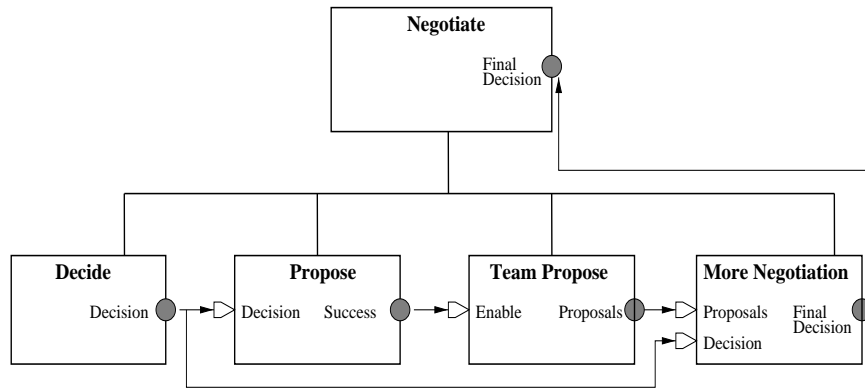 Negotiate
Final
Decision
Decide
Propose
Team Propose
More Negotiation
Decision
Decision
Success
Enable
Proposals
Proposals
Final
Decision
Decision